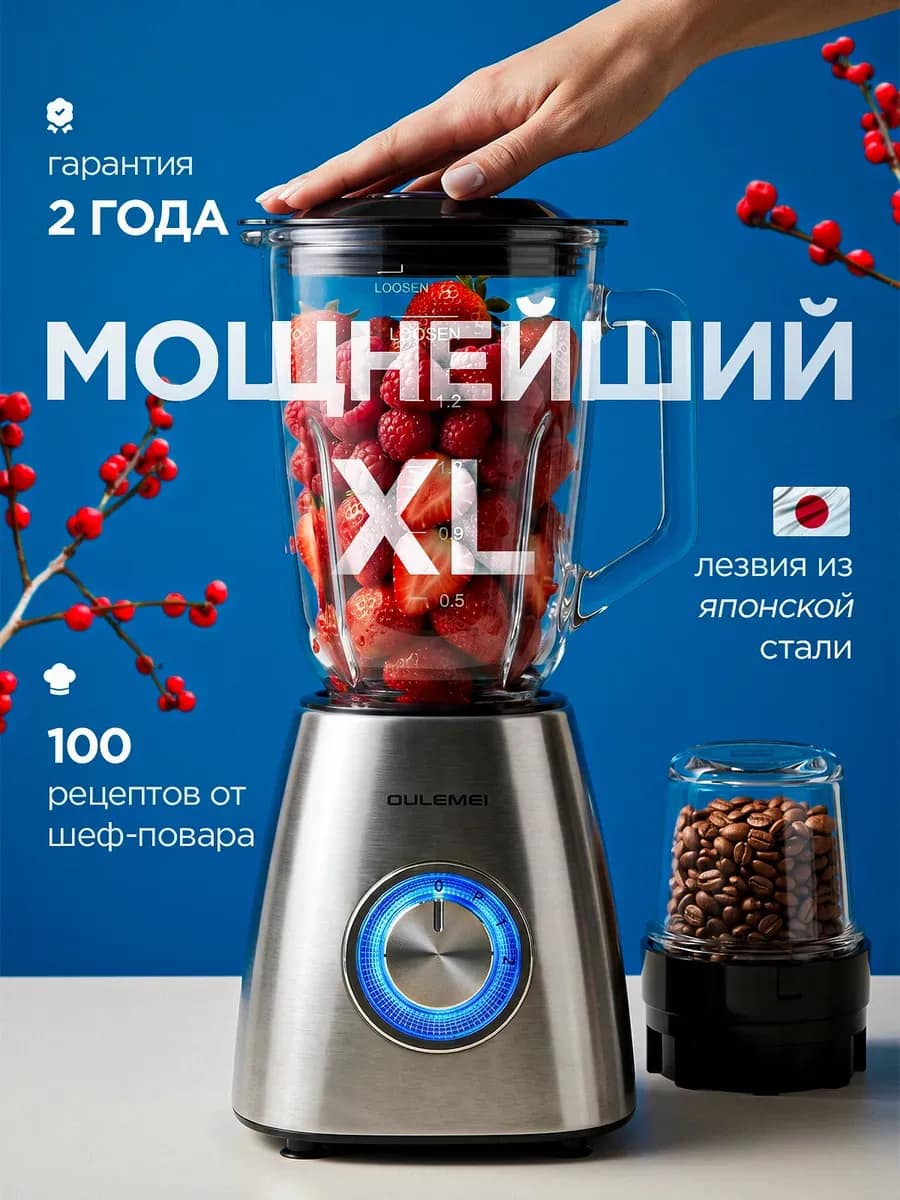 гарантия
2 ГОДА
LOOSEN
LOOSEN
МОЩНЕЙШИЙ
1.2
XL
0.9
0.5
лезвия из
японской
стали
100
рецептов от
шеф-повара
OULEMEI
0
P
1
2